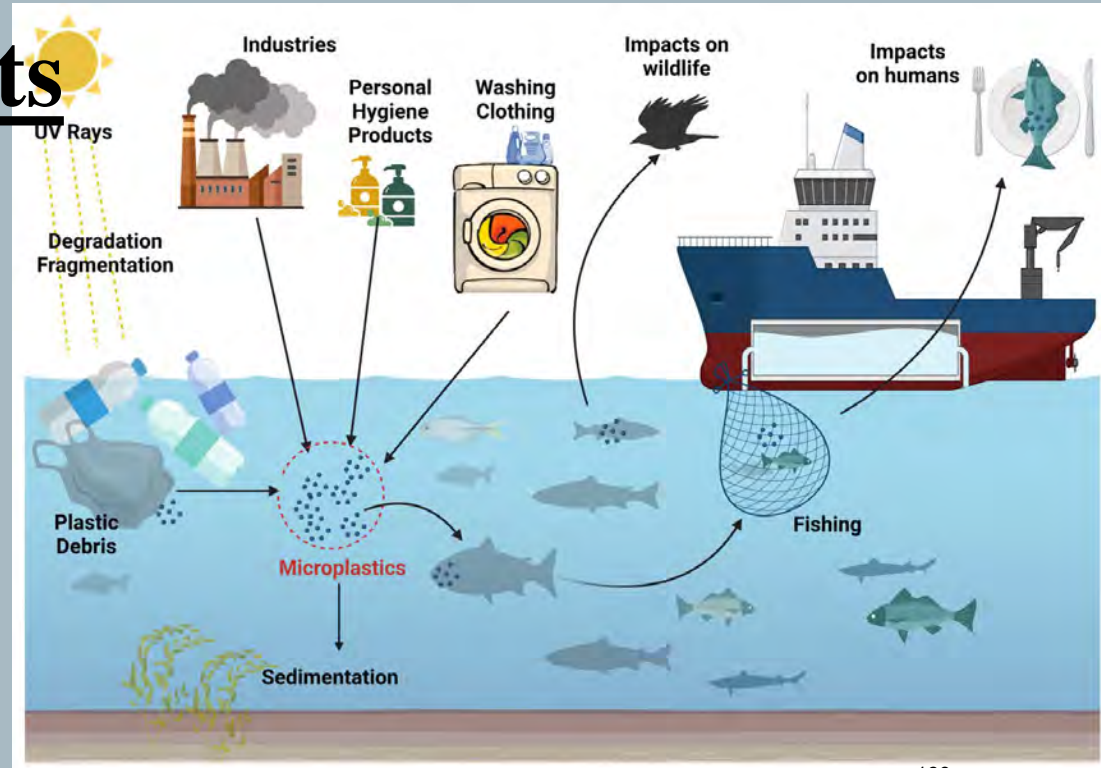 ts
Industries
Impacts on
wildlife
Impacts
on humans
Personal
Hygiene
Products
Washing
Clothing
UV Rays
Degradation
Fragmentation
Plastic
Debris
Microplastics
Fishing
Sedimentation